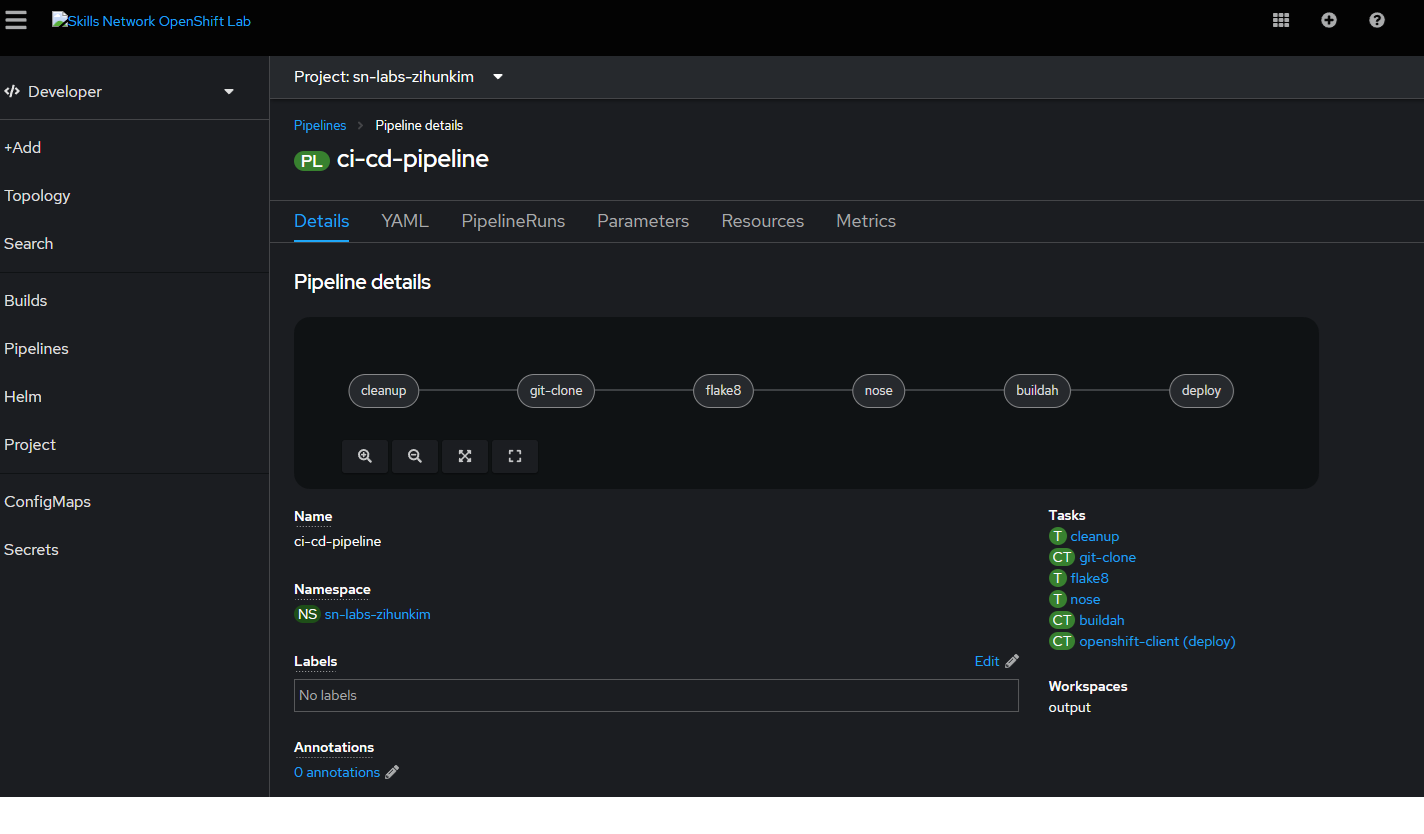 Skills Network OpenShift Lab
Developer
+Add
Topology
Search
Builds
Pipelines
Helm
Project
ConfigMaps
Secrets
Project: sn-labs-zihunkim
Pipelines Pipeline details
PL ci-cd-pipeline
Details YAML PipelineRuns Parameters Resources Metrics
Pipeline details
cleanup git-clone flake8 nose buildah deploy
Name
ci-cd-pipeline
Namespace
NS sn-labs-zihunkim
Labels Edit
No labels
Annotations
0 annotations
Tasks
T cleanup
CT git-clone
T flake8
T nose
CT buildah
CT openshift-client (deploy)
Workspaces
output